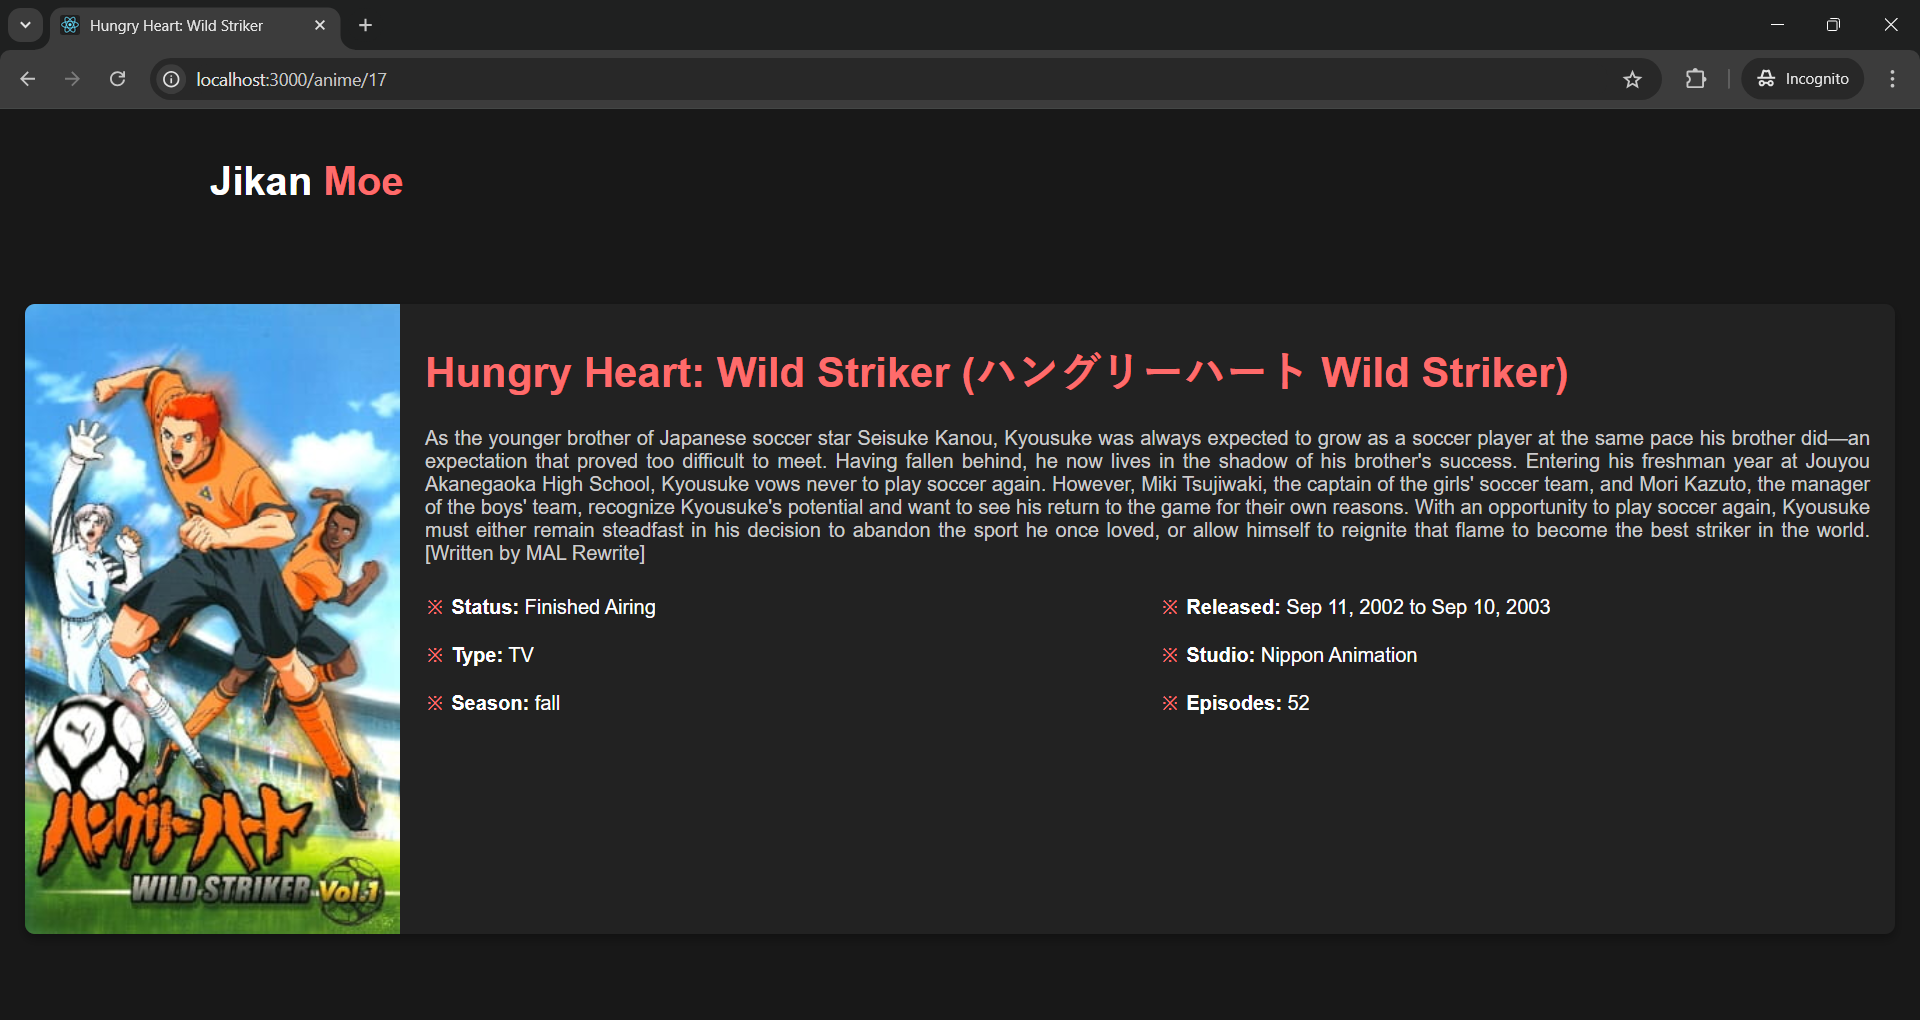 Hungry Heart: Wild Striker
localhost:3000/anime/17
Incognito
Jikan Moe
Hungry Heart: Wild Striker (ハングリーハート Wild Striker)
As the younger brother of Japanese soccer star Seisuke Kanou, Kyousuke was always expected to grow as a soccer player at the same pace his brother did—an
expectation that proved too difficult to meet. Having fallen behind, he now lives in the shadow of his brother's success. Entering his freshman year at Jouyou
Akanegaoka High School, Kyousuke vows never to play soccer again. However, Miki Tsujiwaki, the captain of the girls' soccer team, and Mori Kazuto, the manager
of the boys' team, recognize Kyousuke's potential and want to see his return to the game for their own reasons. With an opportunity to play soccer again, Kyousuke
must either remain steadfast in his decision to abandon the sport he once loved, or allow himself to reignite that flame to become the best striker in the world.
[Written by MAL Rewrite]
※ Status: Finished Airing
※ Released: Sep 11, 2002 to Sep 10, 2003
※ Type: TV
※ Studio: Nippon Animation
※ Season: fall
※ Episodes: 52
1
ハングリーハート
WILD STRIKER Vol.1